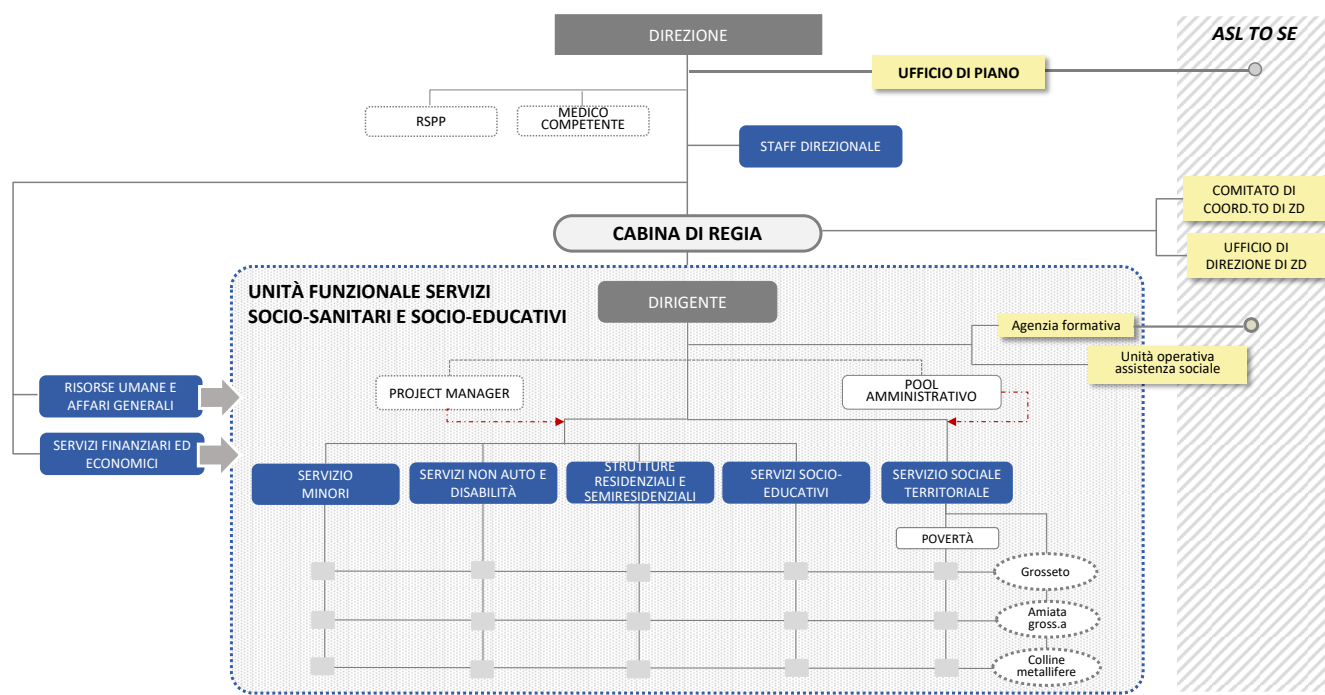 DIREZIONE
ASL TO SE
UFFICIO DI PIANO
RSPP
MEDICO
COMPETENTE
STAFF DIREZIONALE
COMITATO DI
COORD.TO DI ZD
CABINA DI REGIA
UFFICIO DI
DIREZIONE DI ZD
UNITÀ FUNZIONALE SERVIZI
SOCIO-SANITARI E SOCIO-EDUCATIVI
DIRIGENTE
Agenzia formativa
Unità operativa
assistenza sociale
RISORSE UMANE E
AFFARI GENERALI
PROJECT MANAGER
POOL
AMMINISTRATIVO
SERVIZI FINANZIARI ED
ECONOMICI
SERVIZIO
MINORI
SERVIZI NON AUTO E
DISABILITÀ
STRUTTURE
RESIDENZIALI E
SEMIRESIDENZIALI
SERVIZI SOCIO-
EDUCATIVI
SERVIZIO SOCIALE
TERRITORIALE
POVERTÀ
Grosseto
Amiata
gross.a
Colline
metallifere